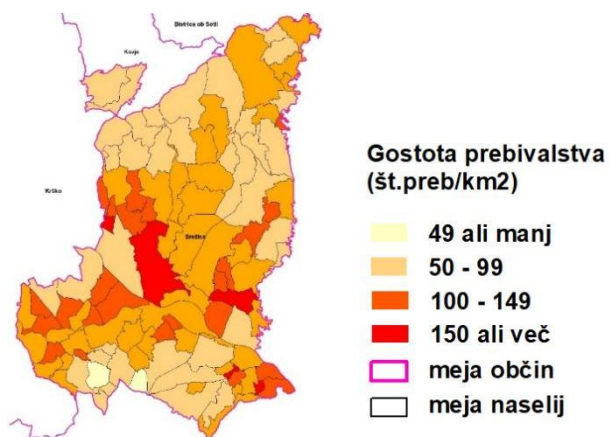 Bistrica ob Sotli
Kozje
Krško
Brežice
Gostota prebivalstva
(št.preb/km2)
49 ali manj
50 - 99
100 - 149
150 ali več
meja občin
meja naselij